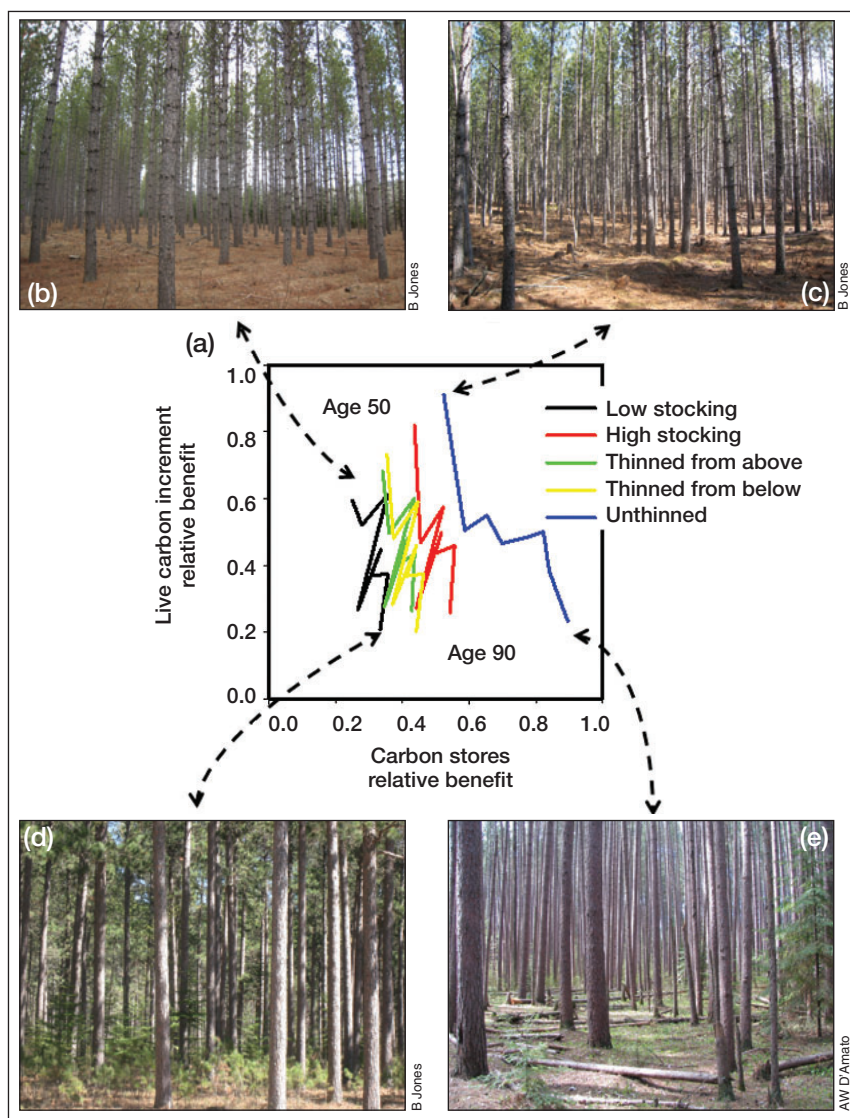 (b)
B Jones
(c)
B Jones
(a)
Live carbon increment
relative benefit
1.0
0.8
0.6
0.4
0.2
0.0
Age 50
Age 90
Low stocking
High stocking
Thinned from above
Thinned from below
Unthinned
0.0 0.2 0.4 0.6 0.8 1.0
Carbon stores
relative benefit
(d)
B Jones
(e)
AW D'Amato